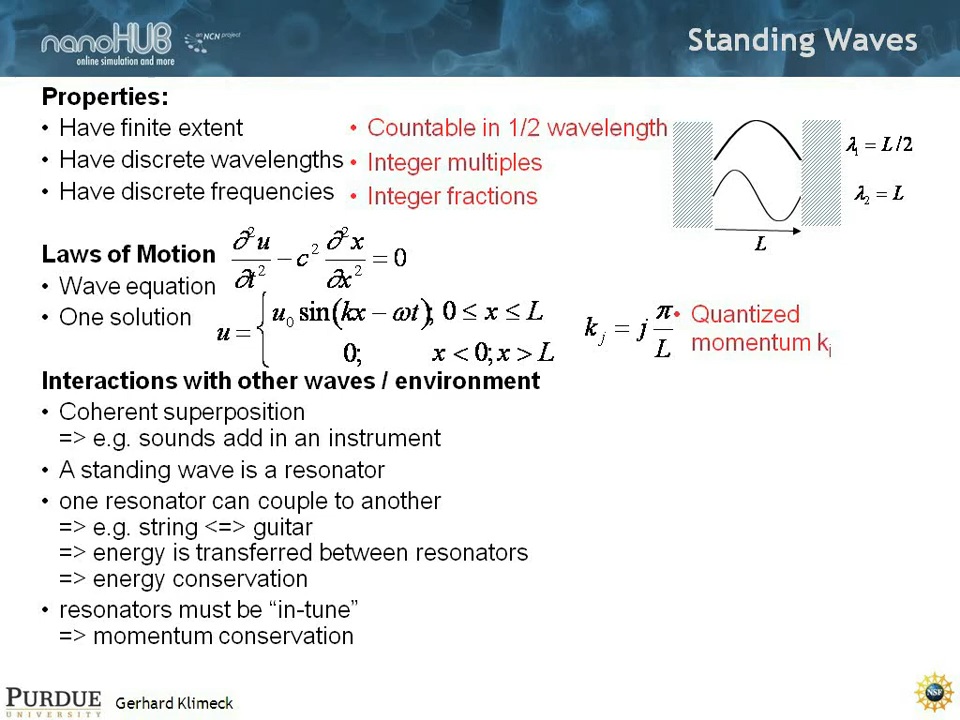 nanoHUB an NCN project
online simulation and more
Standing Waves
Properties:
• Have finite extent
• Have discrete wavelengths
• Have discrete frequencies
• Countable in 1/2 wavelength
• Integer multiples
• Integer fractions
λ₁ = L/2
λ₂ = L
L
Laws of Motion ∂²u/∂t² − c² ∂²x/∂x² = 0
• Wave equation
• One solution
u = { u₀ sin(kx − ωt); 0 ≤ x ≤ L
0; x < 0; x > L
k_j = j π/L
• Quantized
momentum k_j
Interactions with other waves / environment
• Coherent superposition
=> e.g. sounds add in an instrument
• A standing wave is a resonator
• one resonator can couple to another
=> e.g. string <=> guitar
=> energy is transferred between resonators
=> energy conservation
• resonators must be “in-tune”
=> momentum conservation
PURDUE
UNIVERSITY
Gerhard Klimeck
NSF